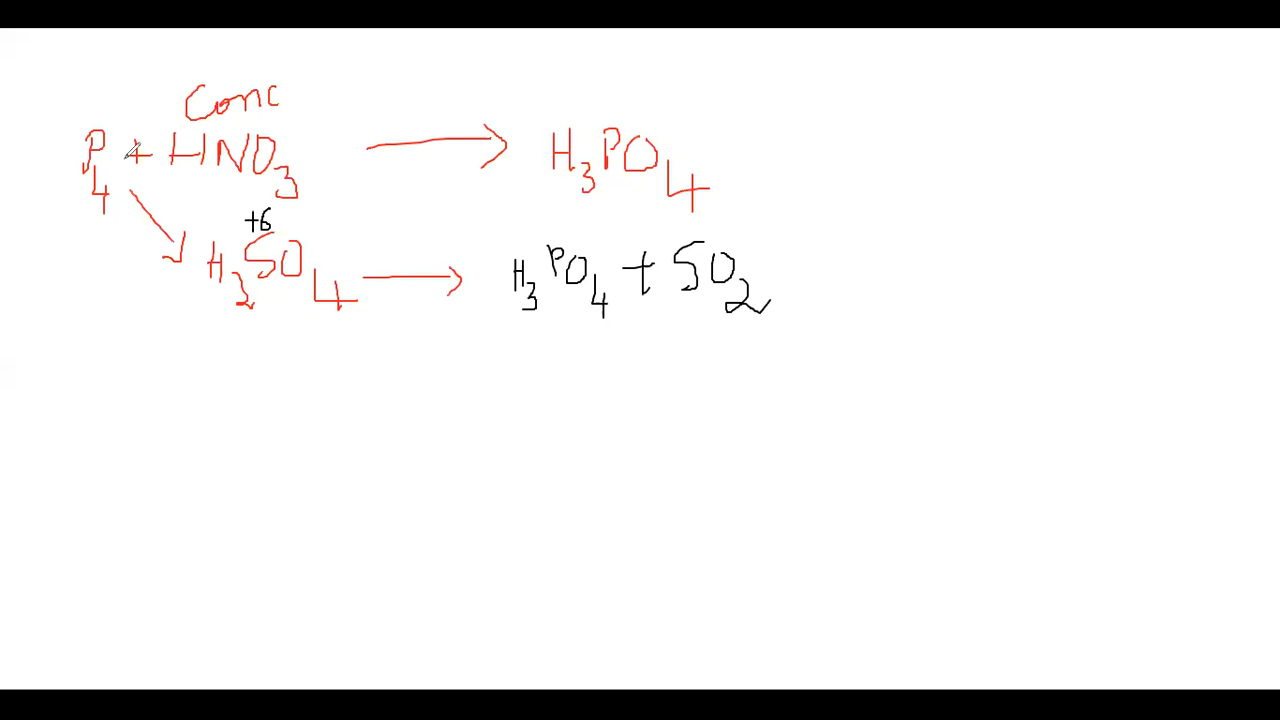 Conc
P4 + HNO3 → H3PO4
+6
H2SO4 → H3PO4 + SO2